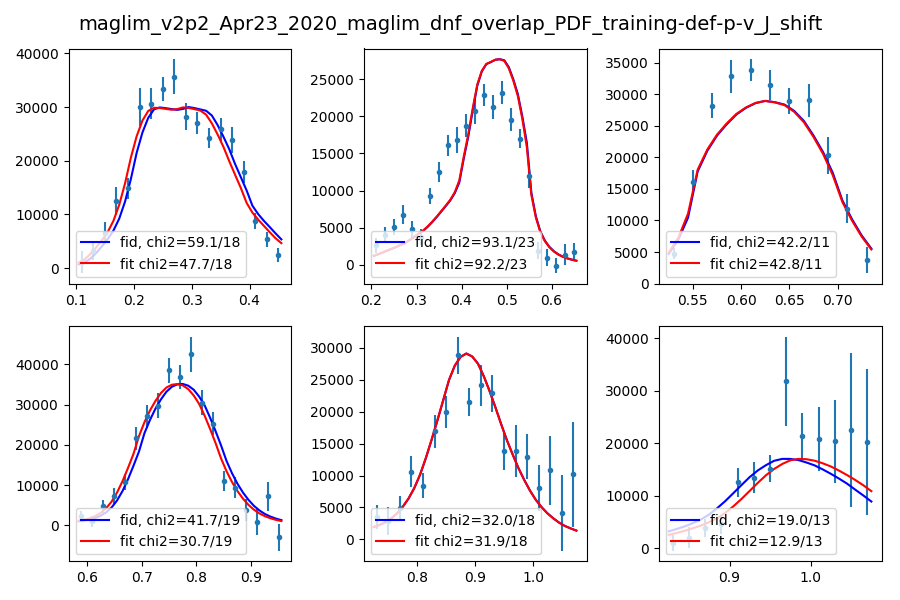 maglim_v2p2_Apr23_2020_maglim_dnf_overlap_PDF_training-def-p-v_J_shift
40000
30000
20000
10000
0
fid, chi2=59.1/18
fit chi2=47.7/18
0.1 0.2 0.3 0.4
25000
20000
15000
10000
5000
0
fid, chi2=93.1/23
fit chi2=92.2/23
0.2 0.3 0.4 0.5 0.6
35000
30000
25000
20000
15000
10000
5000
0
fid, chi2=42.2/11
fit chi2=42.8/11
0.55 0.60 0.65 0.70
40000
30000
20000
10000
0
fid, chi2=41.7/19
fit chi2=30.7/19
0.6 0.7 0.8 0.9
30000
25000
20000
15000
10000
5000
0
fid, chi2=32.0/18
fit chi2=31.9/18
0.8 0.9 1.0
40000
30000
20000
10000
0
fid, chi2=19.0/13
fit chi2=12.9/13
0.9 1.0